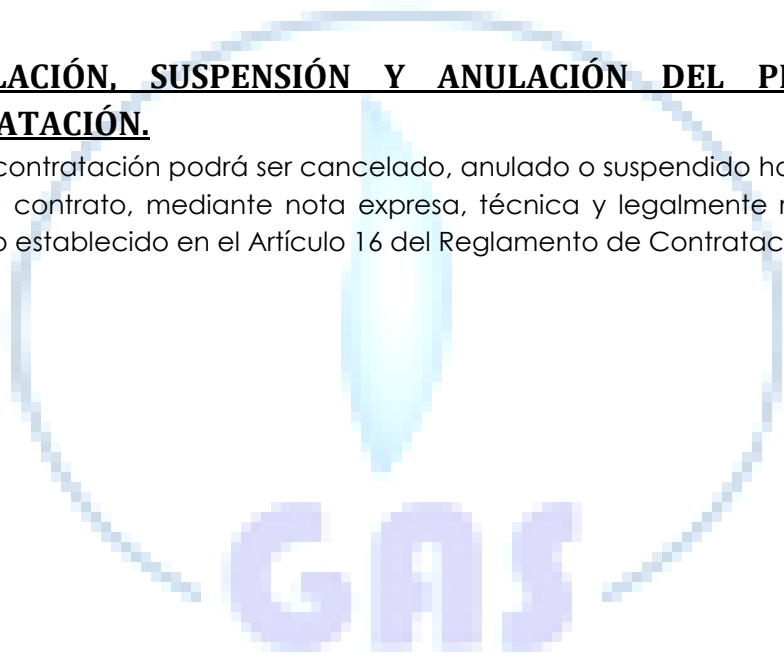 LACIÓN, SUSPENSIÓN Y ANULACIÓN DEL
ATACIÓN.
contratación podrá ser cancelado, anulado o suspendido
contrato, mediante nota expresa, técnica y legalmente
o establecido en el Artículo 16 del Reglamento de Contratac
GAS